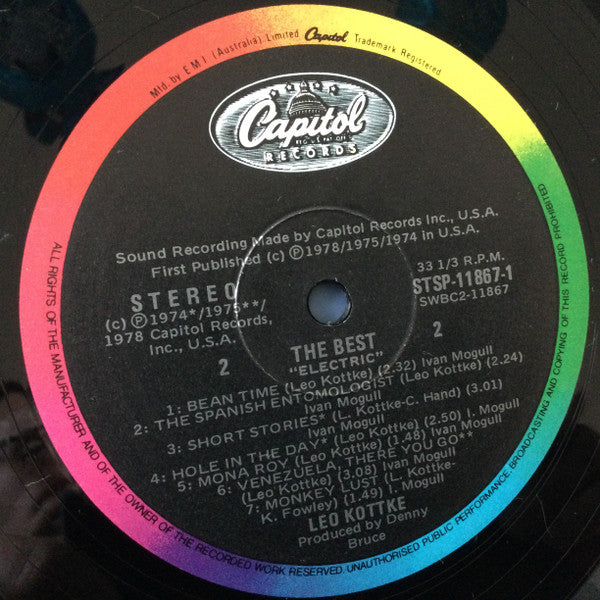 Mfd. by EMI (Australia) Limited Capitol Trademark Registered
Capitol
RECORDS
Sound Recording Made by Capitol Records Inc., U.S.A.
First Published (c) Ⓟ 1978/1975/1974 in U.S.A.
STEREO
33 1/3 R.P.M.
STSP-11867-1
SWBC2-11867
(c) Ⓟ 1974*/1975**/
1978 Capitol Records,
Inc., U.S.A.
2
THE BEST
2
"ELECTRIC"
1: BEAN TIME (Leo Kottke) (2.32) Ivan Mogull
2: THE SPANISH ENTOMOLOGIST (Leo Kottke) (2.24)
Ivan Mogull
3: SHORT STORIES* (L. Kottke-C. Hand) (3.01)
Ivan Mogull
4: HOLE IN THE DAY* (Leo Kottke) (2.50) I. Mogull
5: MONA ROY (Leo Kottke) (1.48) Ivan Mogull
6: VENEZUELA, THERE YOU GO**
(Leo Kottke) (3.08) Ivan Mogull
7: MONKEY LUST (L. Kottke-
K. Fowley) (1.49) I. Mogull
LEO KOTTKE
Produced by Denny
Bruce
ALL RIGHTS OF THE MANUFACTURER AND OF THE OWNER OF THE RECORDED WORK RESERVED. UNAUTHORISED PUBLIC PERFORMANCE, BROADCASTING AND COPYING OF THIS RECORD PROHIBITED